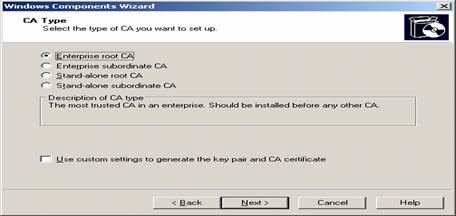 Windows Components Wizard
CA Type
Select the type of CA you want to set up.
Enterprise root CA
Enterprise subordinate CA
Stand-alone root CA
Stand-alone subordinate CA
Description of CA type
The most trusted CA in an enterprise. Should be installed before any other CA.
Use custom settings to generate the key pair and CA certificate
< Back
Next >
Cancel
Help